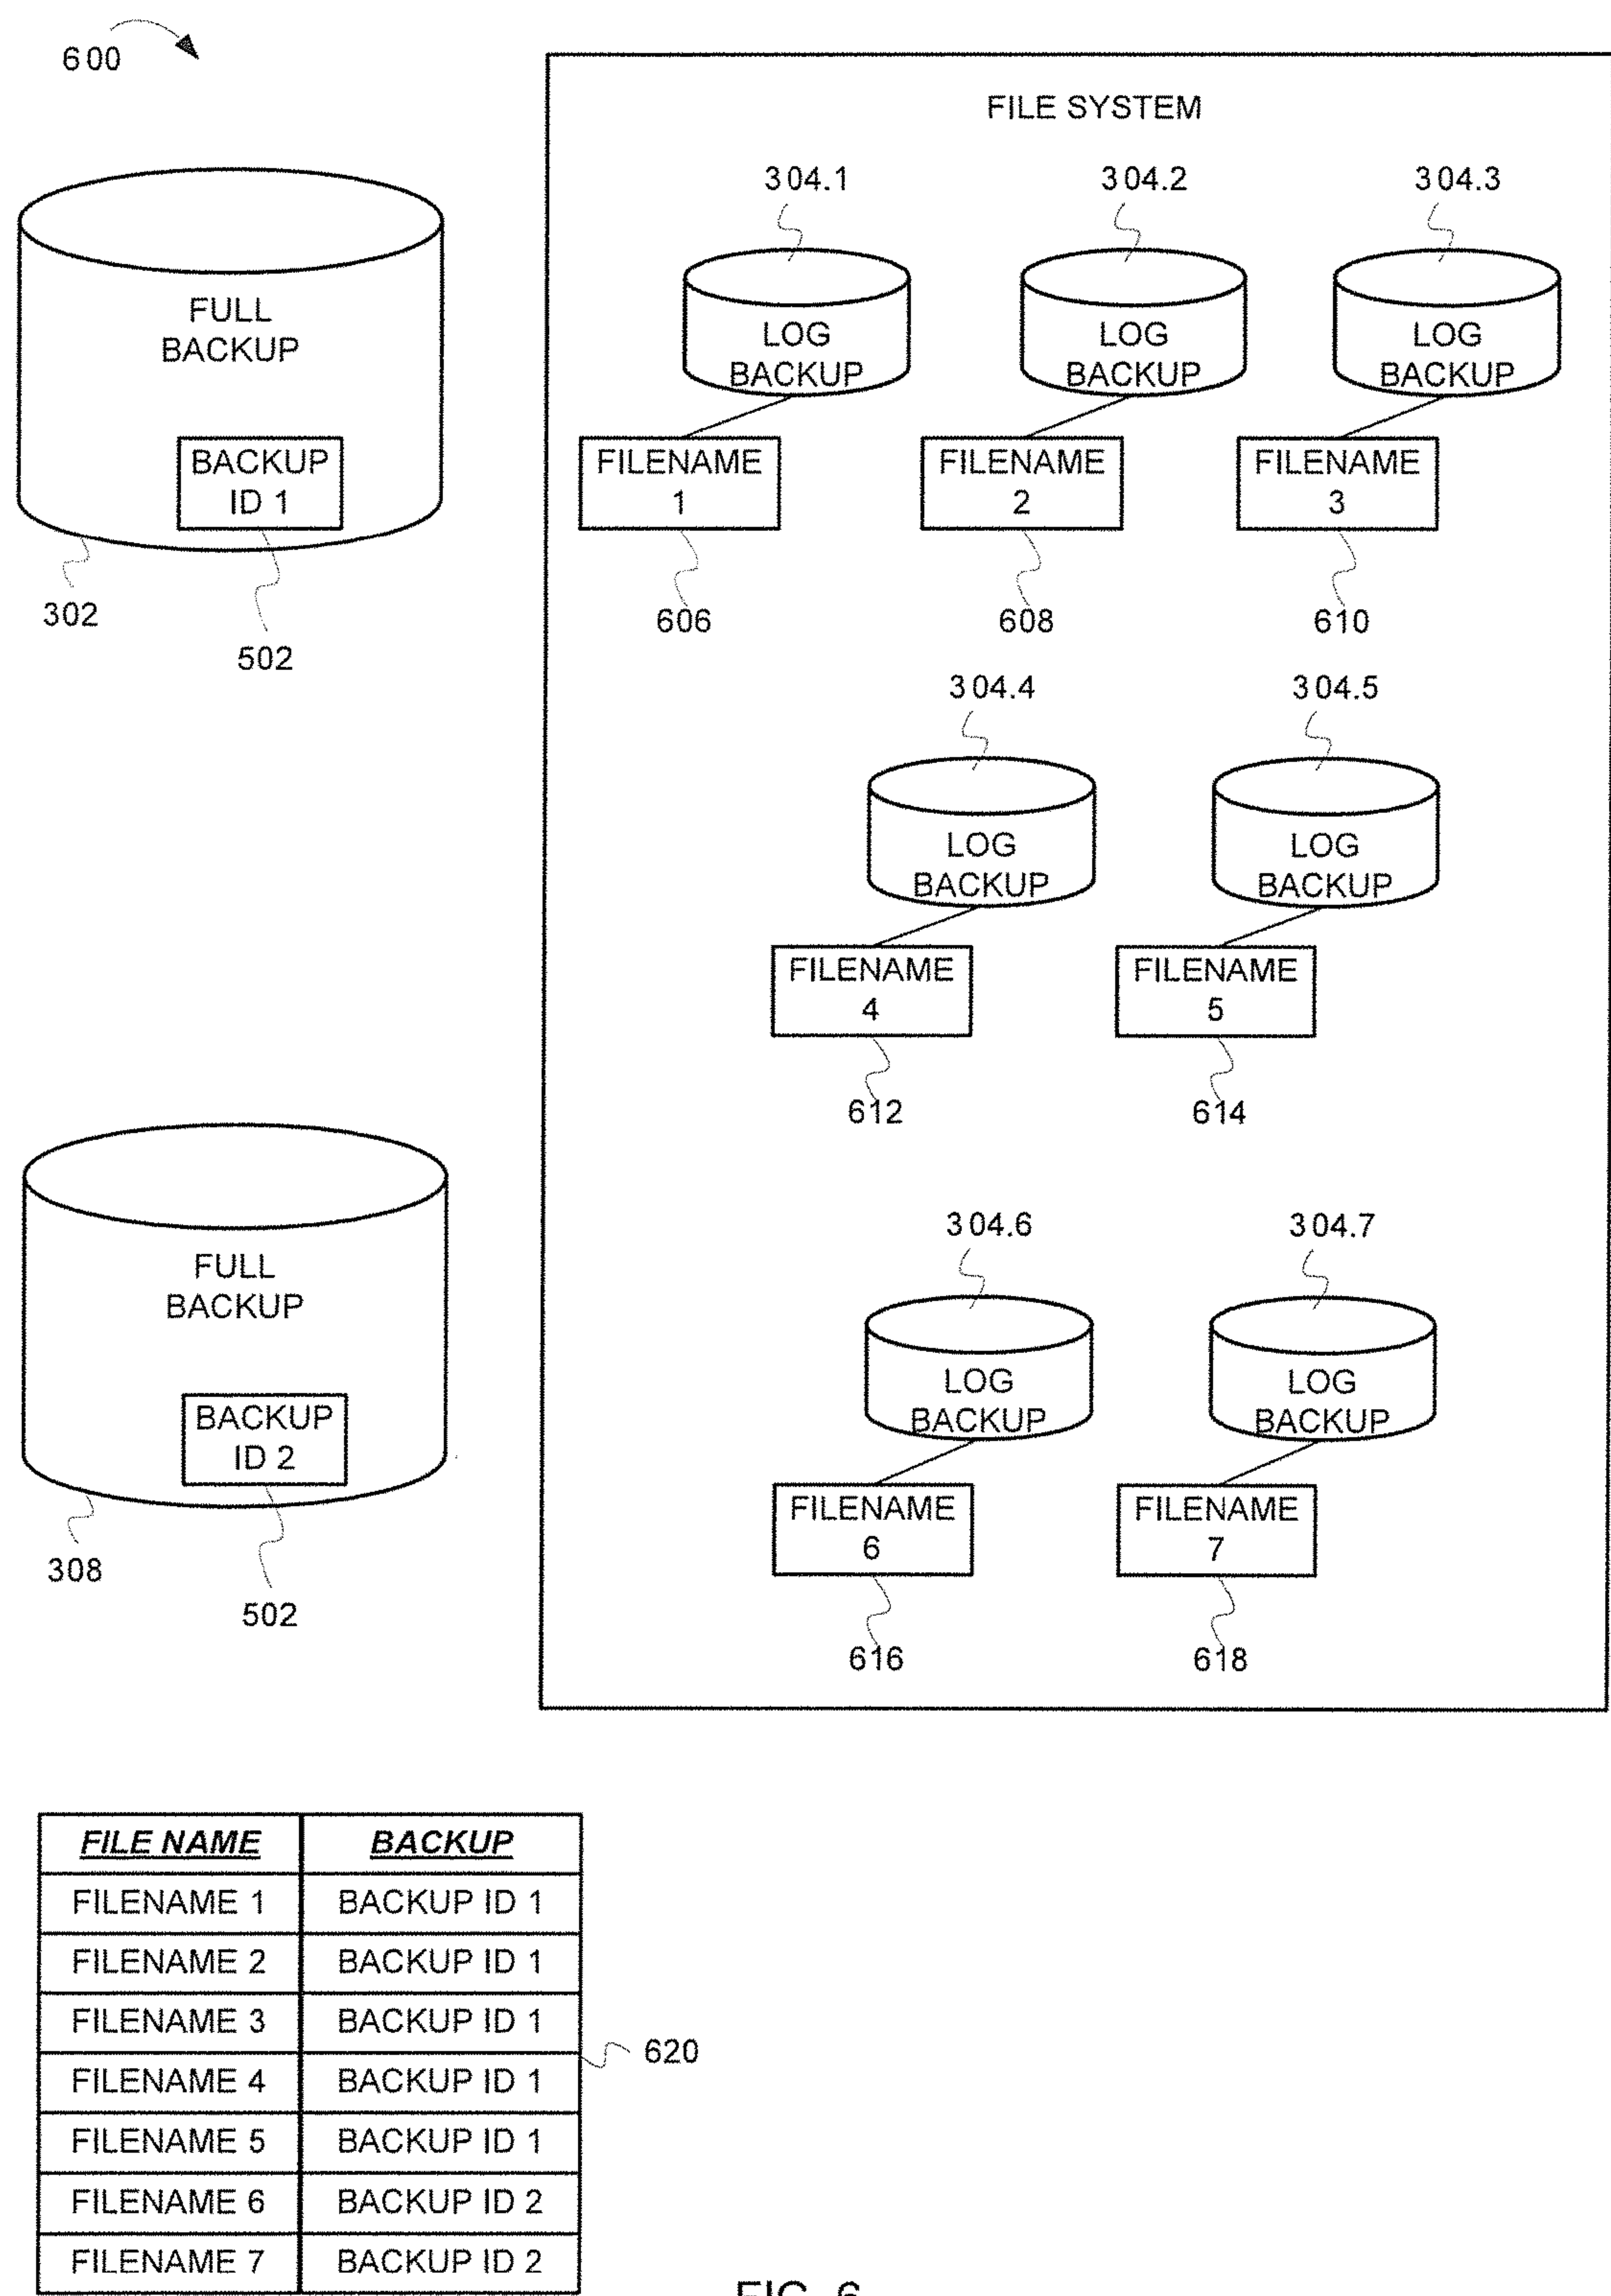 600
FILE SYSTEM
304.1 304.2 304.3
FULL
BACKUP
LOG
BACKUP
LOG
BACKUP
LOG
BACKUP
BACKUP
ID 1
FILENAME
1
FILENAME
2
FILENAME
3
302
502
606 608 610
304.4 304.5
LOG
BACKUP
LOG
BACKUP
FILENAME
4
FILENAME
5
612 614
304.6 304.7
FULL
BACKUP
LOG
BACKUP
LOG
BACKUP
BACKUP
ID 2
FILENAME
6
FILENAME
7
308
502
616 618
FILE NAME BACKUP
FILENAME 1 BACKUP ID 1
FILENAME 2 BACKUP ID 1
FILENAME 3 BACKUP ID 1
FILENAME 4 BACKUP ID 1
FILENAME 5 BACKUP ID 1
FILENAME 6 BACKUP ID 2
FILENAME 7 BACKUP ID 2
620
FIG. 6